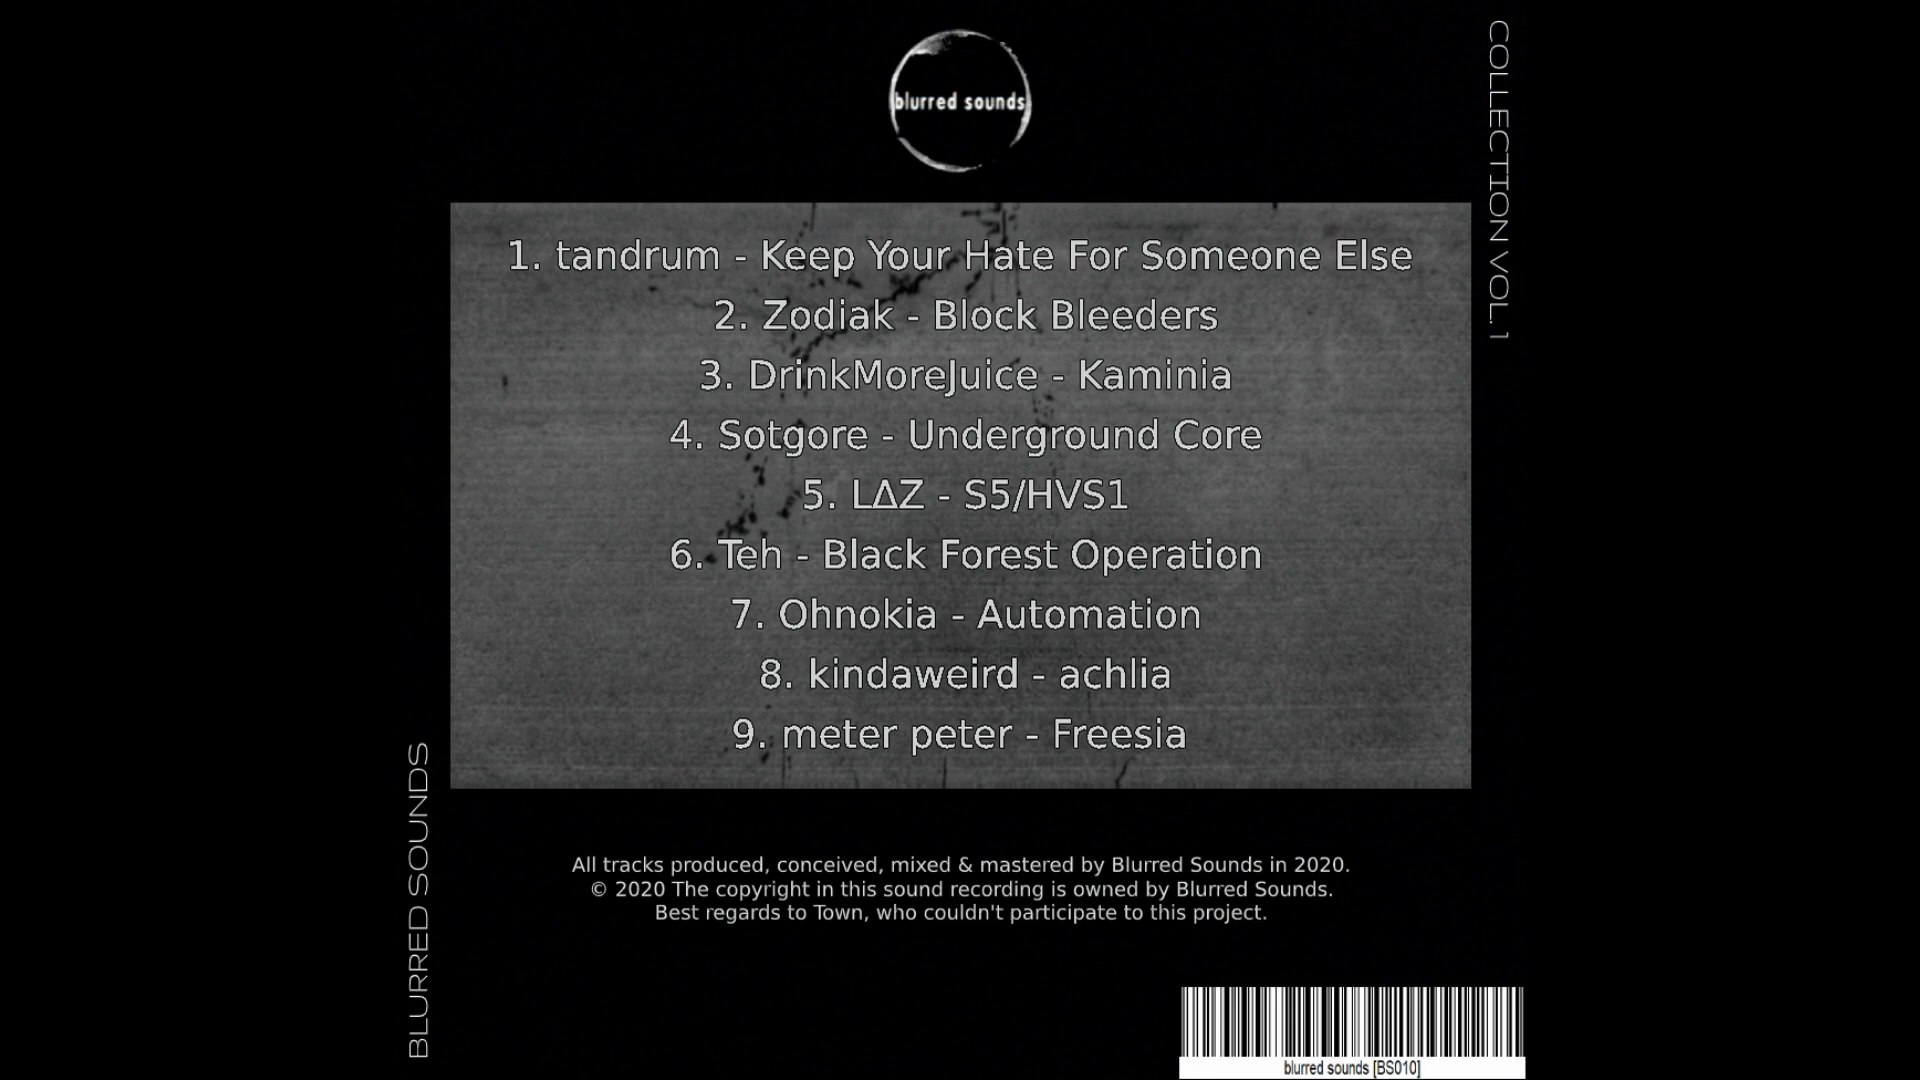 blurred sounds
COLLECTION VOL. 1
1. tandrum - Keep Your Hate For Someone Else
2. Zodiak - Block Bleeders
3. DrinkMoreJuice - Kaminia
4. Sotgore - Underground Core
5. LΔZ - S5/HVS1
6. Teh - Black Forest Operation
7. Ohnokia - Automation
8. kindaweird - achlia
9. meter peter - Freesia
BLURRED SOUNDS
All tracks produced, conceived, mixed & mastered by Blurred Sounds in 2020.
© 2020 The copyright in this sound recording is owned by Blurred Sounds.
Best regards to Town, who couldn't participate to this project.
blurred sounds [BS010]